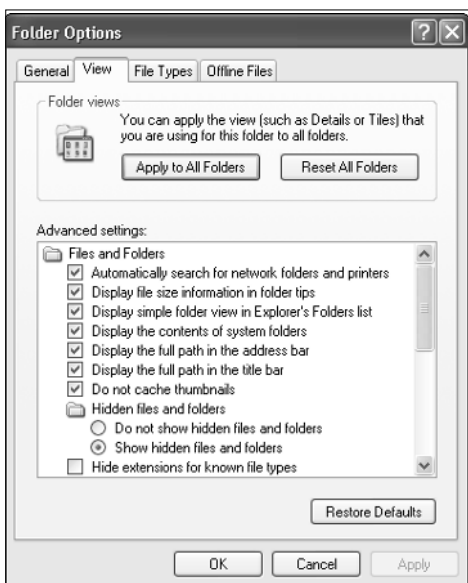 Folder Options
General View File Types Offline Files
Folder views
You can apply the view (such as Details or Tiles) that
you are using for this folder to all folders.
Apply to All Folders Reset All Folders
Advanced settings:
Files and Folders
Automatically search for network folders and printers
Display file size information in folder tips
Display simple folder view in Explorer's Folders list
Display the contents of system folders
Display the full path in the address bar
Display the full path in the title bar
Do not cache thumbnails
Hidden files and folders
Do not show hidden files and folders
Show hidden files and folders
Hide extensions for known file types
Restore Defaults
OK Cancel Apply